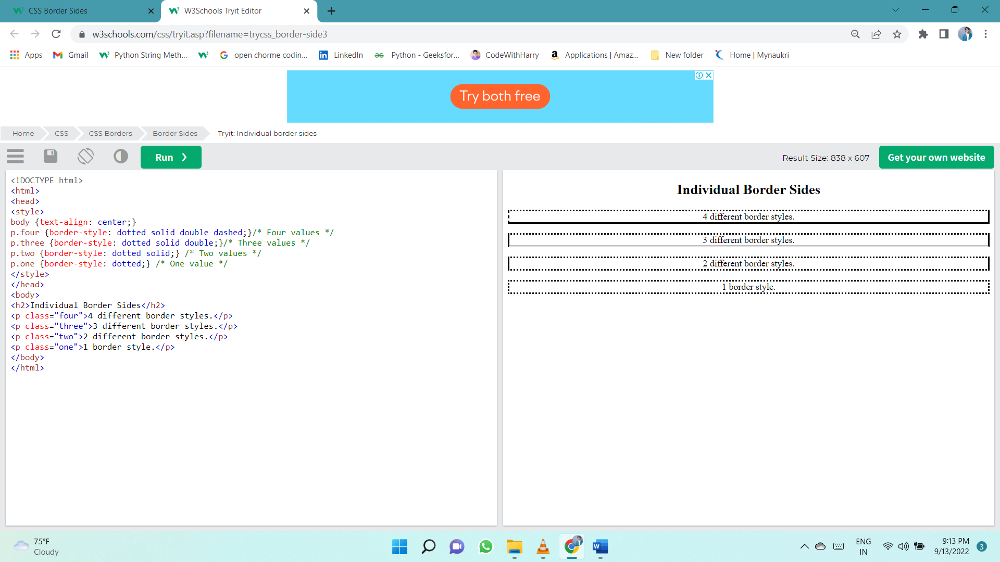 CSS Border Sides
W3Schools Tryit Editor
w3schools.com/css/tryit.asp?filename=trycss_border-side3
Apps Gmail Python String Meth... open chorme codin... LinkedIn Python - Geeksfor... CodeWithHarry Applications | Amaz... New folder Home | Mynaukri
Try both free
Home CSS CSS Borders Border Sides Tryit: Individual border sides
Run ❯ Result Size: 838 x 607 Get your own website
<!DOCTYPE html>
<html>
<head>
<style>
body {text-align: center;}
p.four {border-style: dotted solid double dashed;}/* Four values */
p.three {border-style: dotted solid double;}/* Three values */
p.two {border-style: dotted solid;} /* Two values */
p.one {border-style: dotted;} /* One value */
</style>
</head>
<body>
<h2>Individual Border Sides</h2>
<p class="four">4 different border styles.</p>
<p class="three">3 different border styles.</p>
<p class="two">2 different border styles.</p>
<p class="one">1 border style.</p>
</body>
</html>
Individual Border Sides
4 different border styles.
3 different border styles.
2 different border styles.
1 border style.
75°F
Cloudy
ENG
IN
9:13 PM
9/13/2022
3